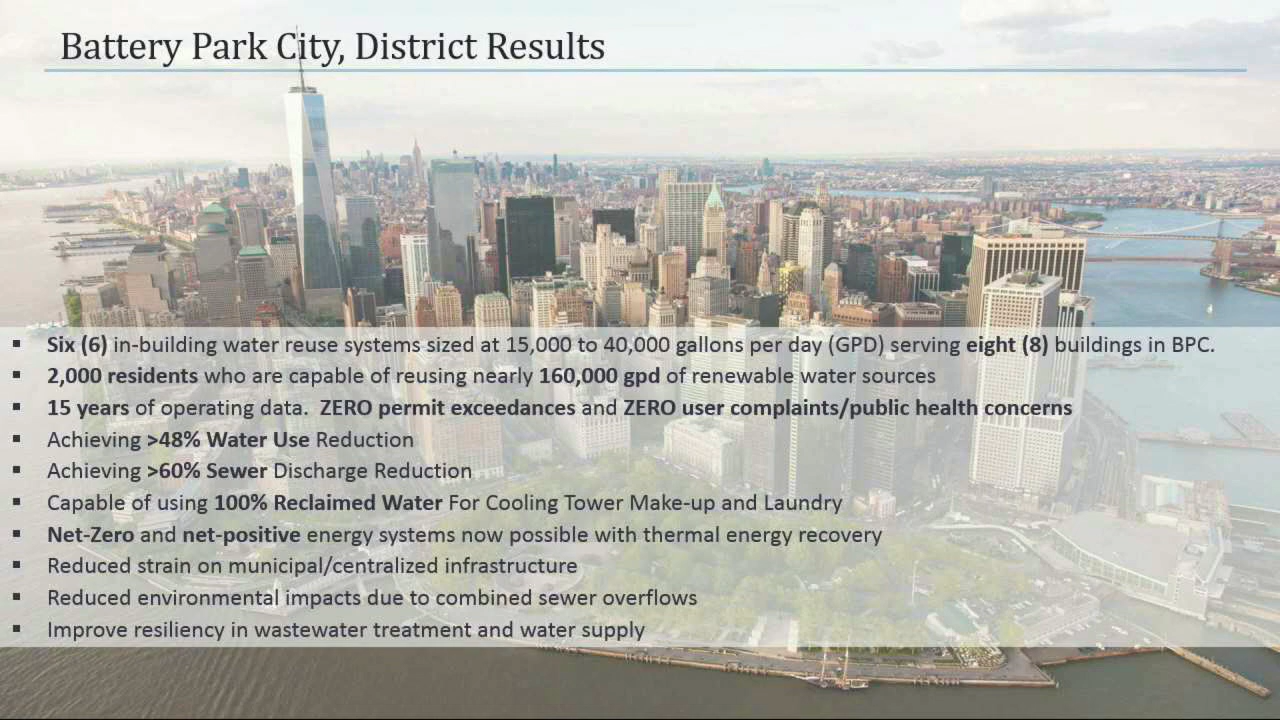 Battery Park City, District Results
▪ Six (6) in-building water reuse systems sized at 15,000 to 40,000 gallons per day (GPD) serving eight (8) buildings in BPC.
▪ 2,000 residents who are capable of reusing nearly 160,000 gpd of renewable water sources
▪ 15 years of operating data.  ZERO permit exceedances and ZERO user complaints/public health concerns
▪ Achieving >48% Water Use Reduction
▪ Achieving >60% Sewer Discharge Reduction
▪ Capable of using 100% Reclaimed Water For Cooling Tower Make-up and Laundry
▪ Net-Zero and net-positive energy systems now possible with thermal energy recovery
▪ Reduced strain on municipal/centralized infrastructure
▪ Reduced environmental impacts due to combined sewer overflows
▪ Improve resiliency in wastewater treatment and water supply